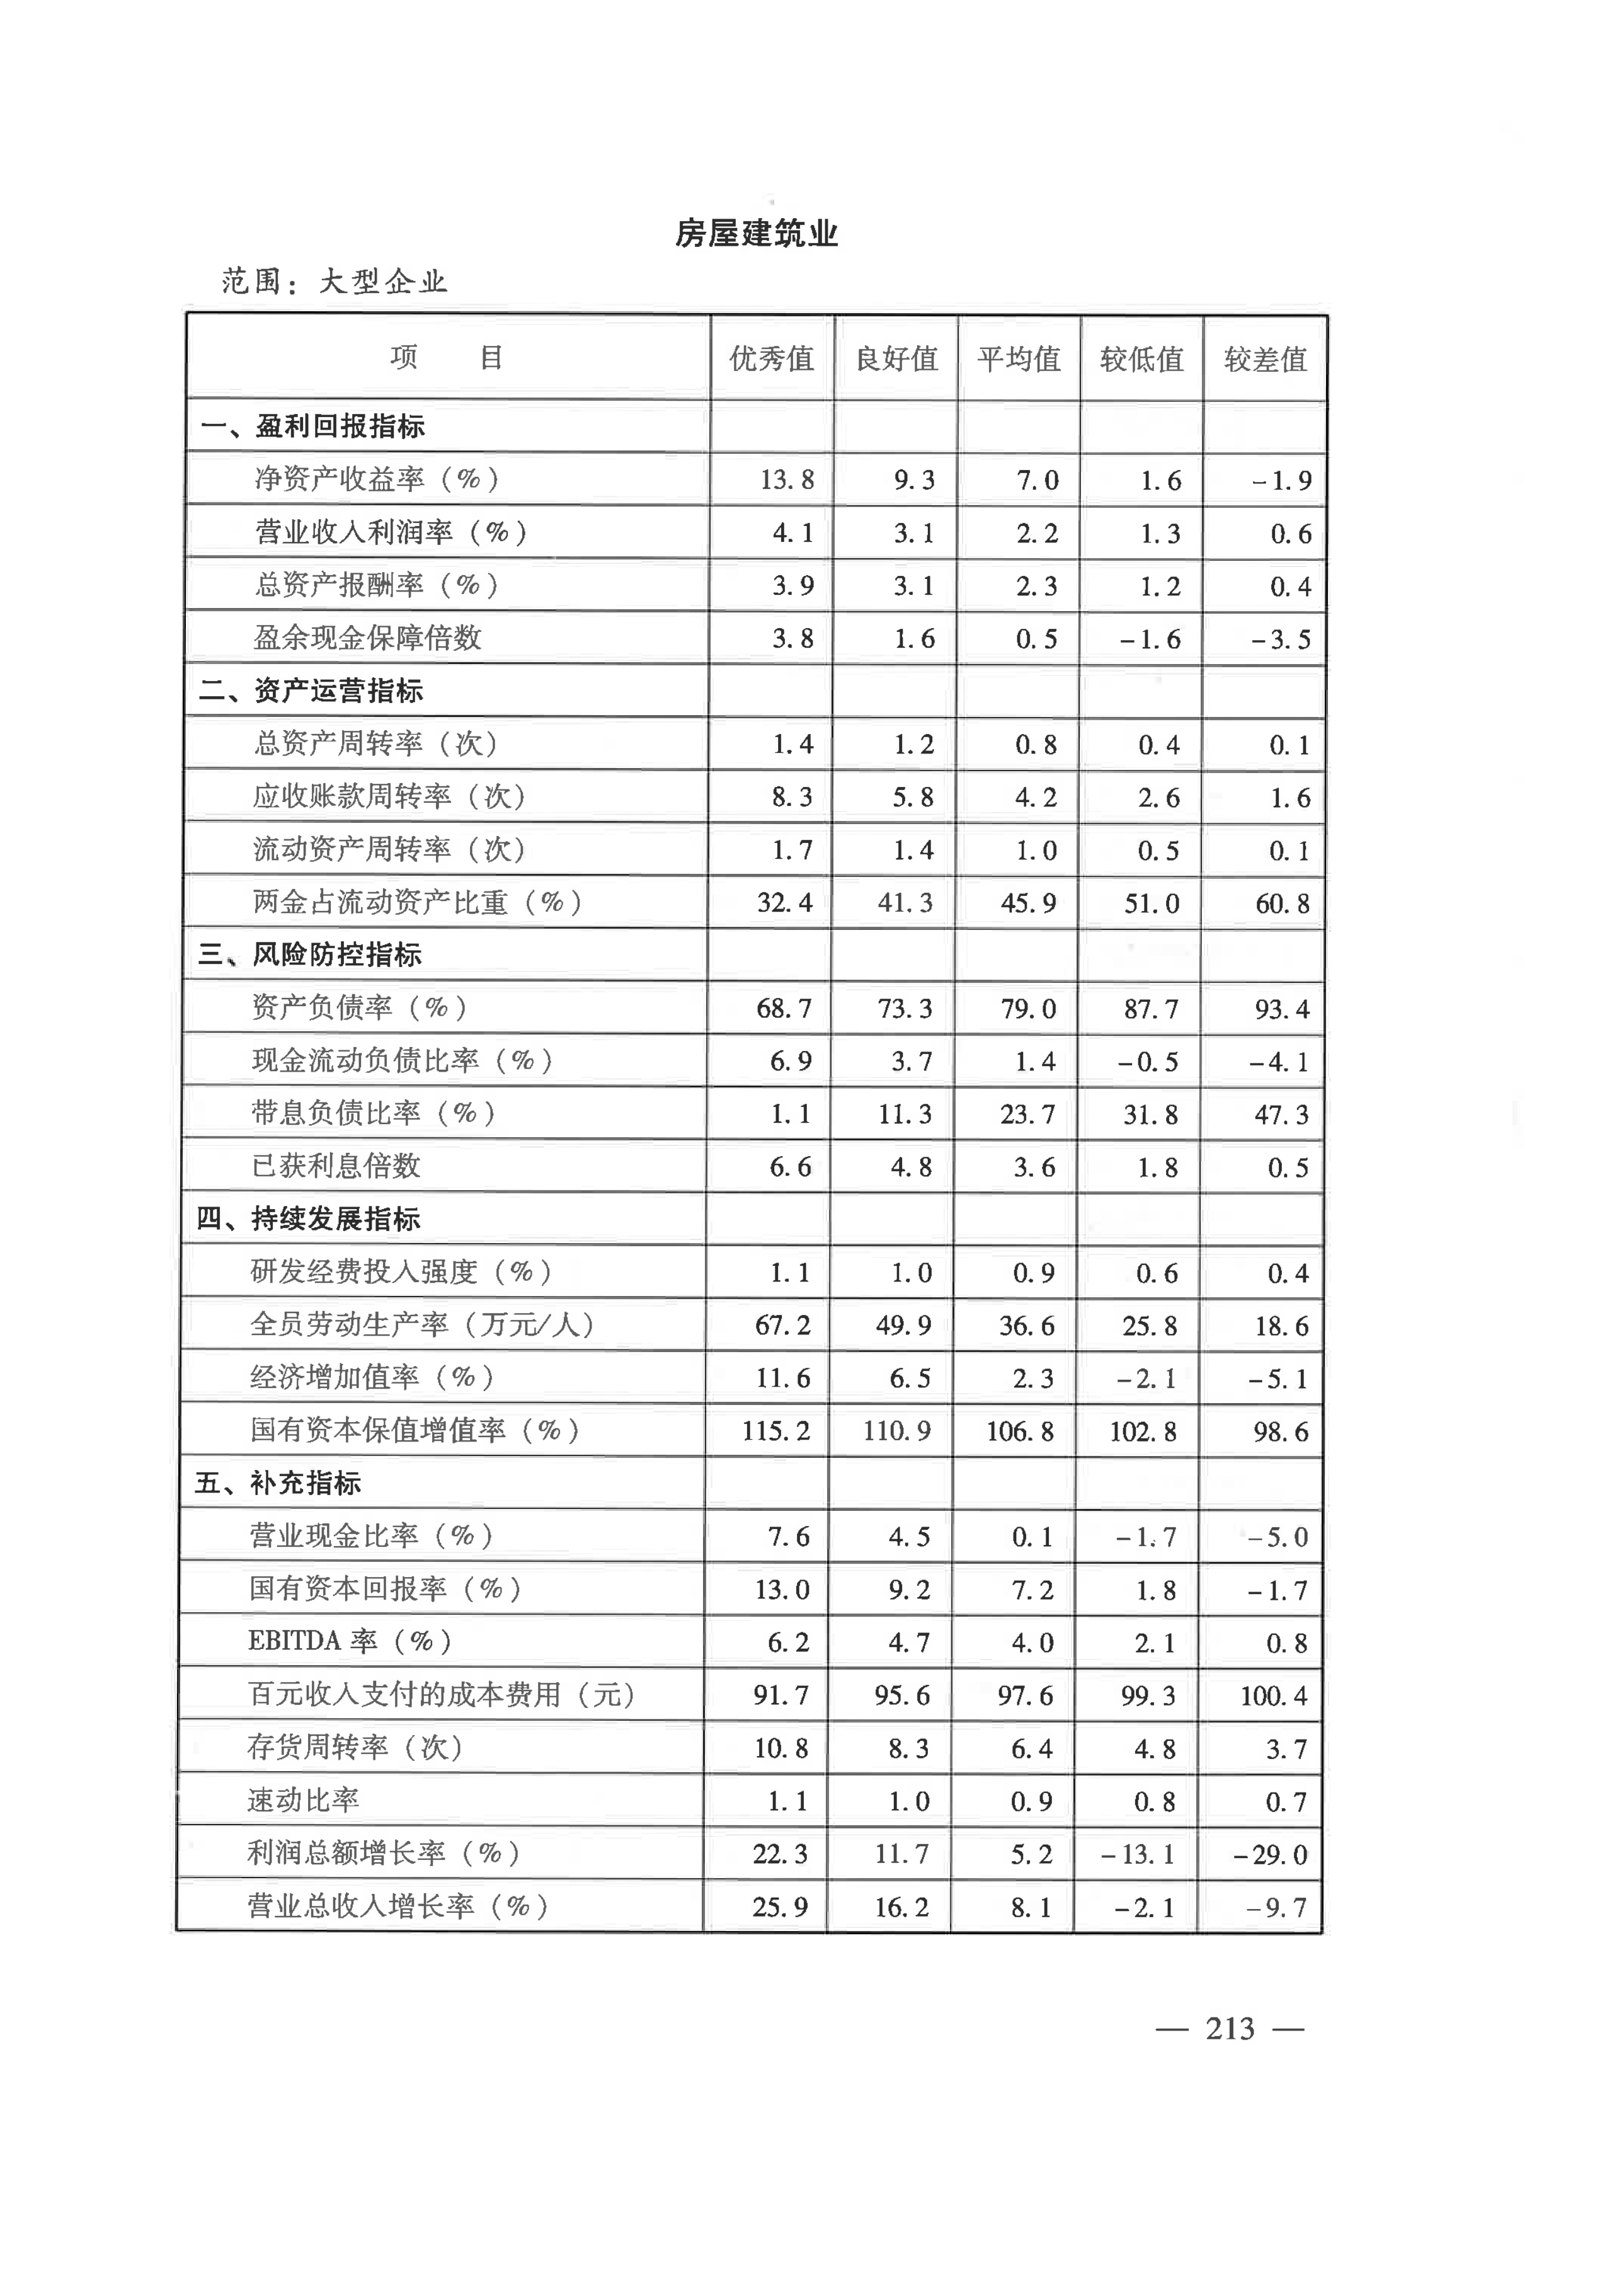 房屋建筑业
范围：大型企业
项 目 优秀值 良好值 平均值 较低值 较差值
一、盈利回报指标
净资产收益率（%） 13.8 9.3 7.0 1.6 -1.9
营业收入利润率（%） 4.1 3.1 2.2 1.3 0.6
总资产报酬率（%） 3.9 3.1 2.3 1.2 0.4
盈余现金保障倍数 3.8 1.6 0.5 -1.6 -3.5
二、资产运营指标
总资产周转率（次） 1.4 1.2 0.8 0.4 0.1
应收账款周转率（次） 8.3 5.8 4.2 2.6 1.6
流动资产周转率（次） 1.7 1.4 1.0 0.5 0.1
两金占流动资产比重（%） 32.4 41.3 45.9 51.0 60.8
三、风险防控指标
资产负债率（%） 68.7 73.3 79.0 87.7 93.4
现金流动负债比率（%） 6.9 3.7 1.4 -0.5 -4.1
带息负债比率（%） 1.1 11.3 23.7 31.8 47.3
已获利息倍数 6.6 4.8 3.6 1.8 0.5
四、持续发展指标
研发经费投入强度（%） 1.1 1.0 0.9 0.6 0.4
全员劳动生产率（万元/人） 67.2 49.9 36.6 25.8 18.6
经济增加值率（%） 11.6 6.5 2.3 -2.1 -5.1
国有资本保值增值率（%） 115.2 110.9 106.8 102.8 98.6
五、补充指标
营业现金比率（%） 7.6 4.5 0.1 -1.7 -5.0
国有资本回报率（%） 13.0 9.2 7.2 1.8 -1.7
EBITDA 率（%） 6.2 4.7 4.0 2.1 0.8
百元收入支付的成本费用（元） 91.7 95.6 97.6 99.3 100.4
存货周转率（次） 10.8 8.3 6.4 4.8 3.7
速动比率 1.1 1.0 0.9 0.8 0.7
利润总额增长率（%） 22.3 11.7 5.2 -13.1 -29.0
营业总收入增长率（%） 25.9 16.2 8.1 -2.1 -9.7
— 213 —